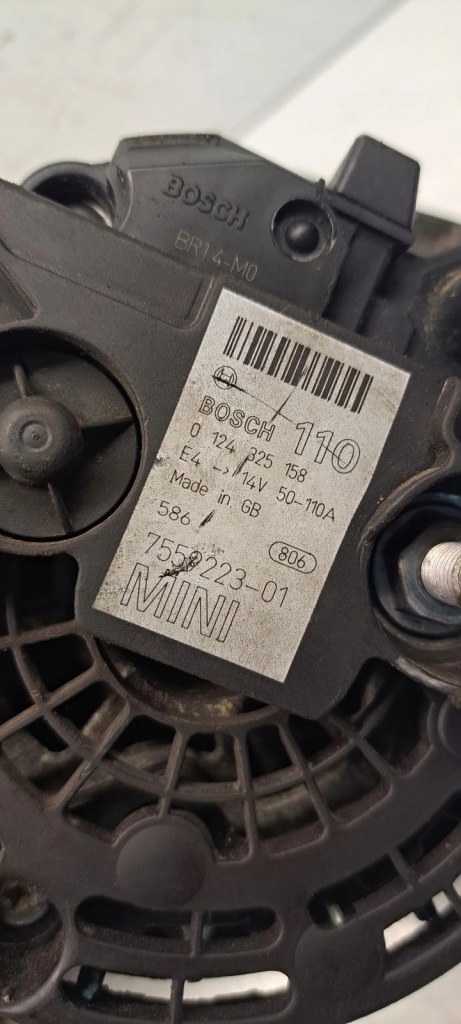 BOSCH
BR14-M0
BOSCH 110
0 124 325 158
E4 -> 14V 50-110A
Made in GB
586 806
7559223-01
MINI